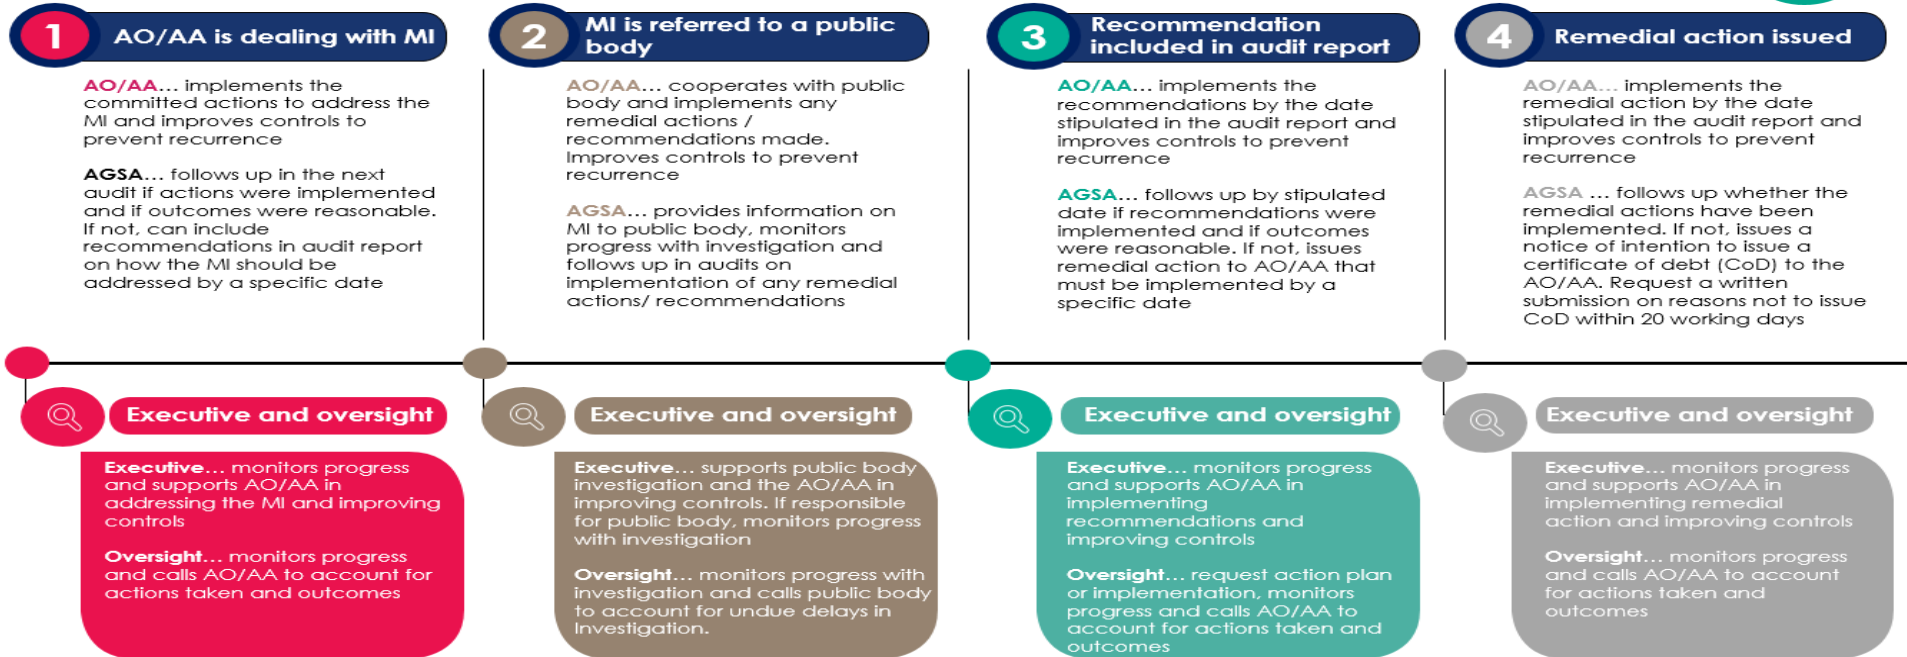 1
AO/AA is dealing with MI
AO/AA... implements the
committed actions to address the
MI and improves controls to
prevent recurrence
AGSA... follows up in the next
audit if actions were implemented
and if outcomes were reasonable.
If not, can include
recommendations in audit report
on how the MI should be
addressed by a specific date
2
MI is referred to a public
body
AO/AA... cooperates with public
body and implements any
remedial actions /
recommendations made.
Improves controls to prevent
recurrence
AGSA... provides information on
MI to public body, monitors
progress with investigation and
follows up in audits on
implementation of any remedial
actions/ recommendations
3
Recommendation
included in audit report
AO/AA... implements the
recommendations by the date
stipulated in the audit report and
improves controls to prevent
recurrence
AGSA... follows up by stipulated
date if recommendations were
implemented and if outcomes
were reasonable. If not, issues
remedial action to AO/AA that
must be implemented by a
specific date
4
Remedial action issued
AO/AA... implements the
remedial action by the date
stipulated in the audit report and
improves controls to prevent
recurrence
AGSA ... follows up whether the
remedial actions have been
implemented. If not, issues a
notice of intention to issue a
certificate of debt (CoD) to the
AO/AA. Request a written
submission on reasons not to issue
CoD within 20 working days
Executive and oversight
Executive... monitors progress
and supports AO/AA in
addressing the MI and improving
controls
Oversight... monitors progress
and calls AO/AA to account for
actions taken and outcomes
Executive and oversight
Executive... supports public body
investigation and the AO/AA in
improving controls. If responsible
for public body, monitors progress
with investigation
Oversight... monitors progress with
investigation and calls public body
to account for undue delays in
Investigation.
Executive and oversight
Executive... monitors progress
and supports AO/AA in
implementing
recommendations and
improving controls
Oversight... request action plan
or implementation, monitors
progress and calls AO/AA to
account for actions taken and
outcomes
Executive and oversight
Executive... monitors progress
and supports AO/AA in
implementing remedial
action and improving controls
Oversight... monitors progress
and calls AO/AA to account
for actions taken and
outcomes